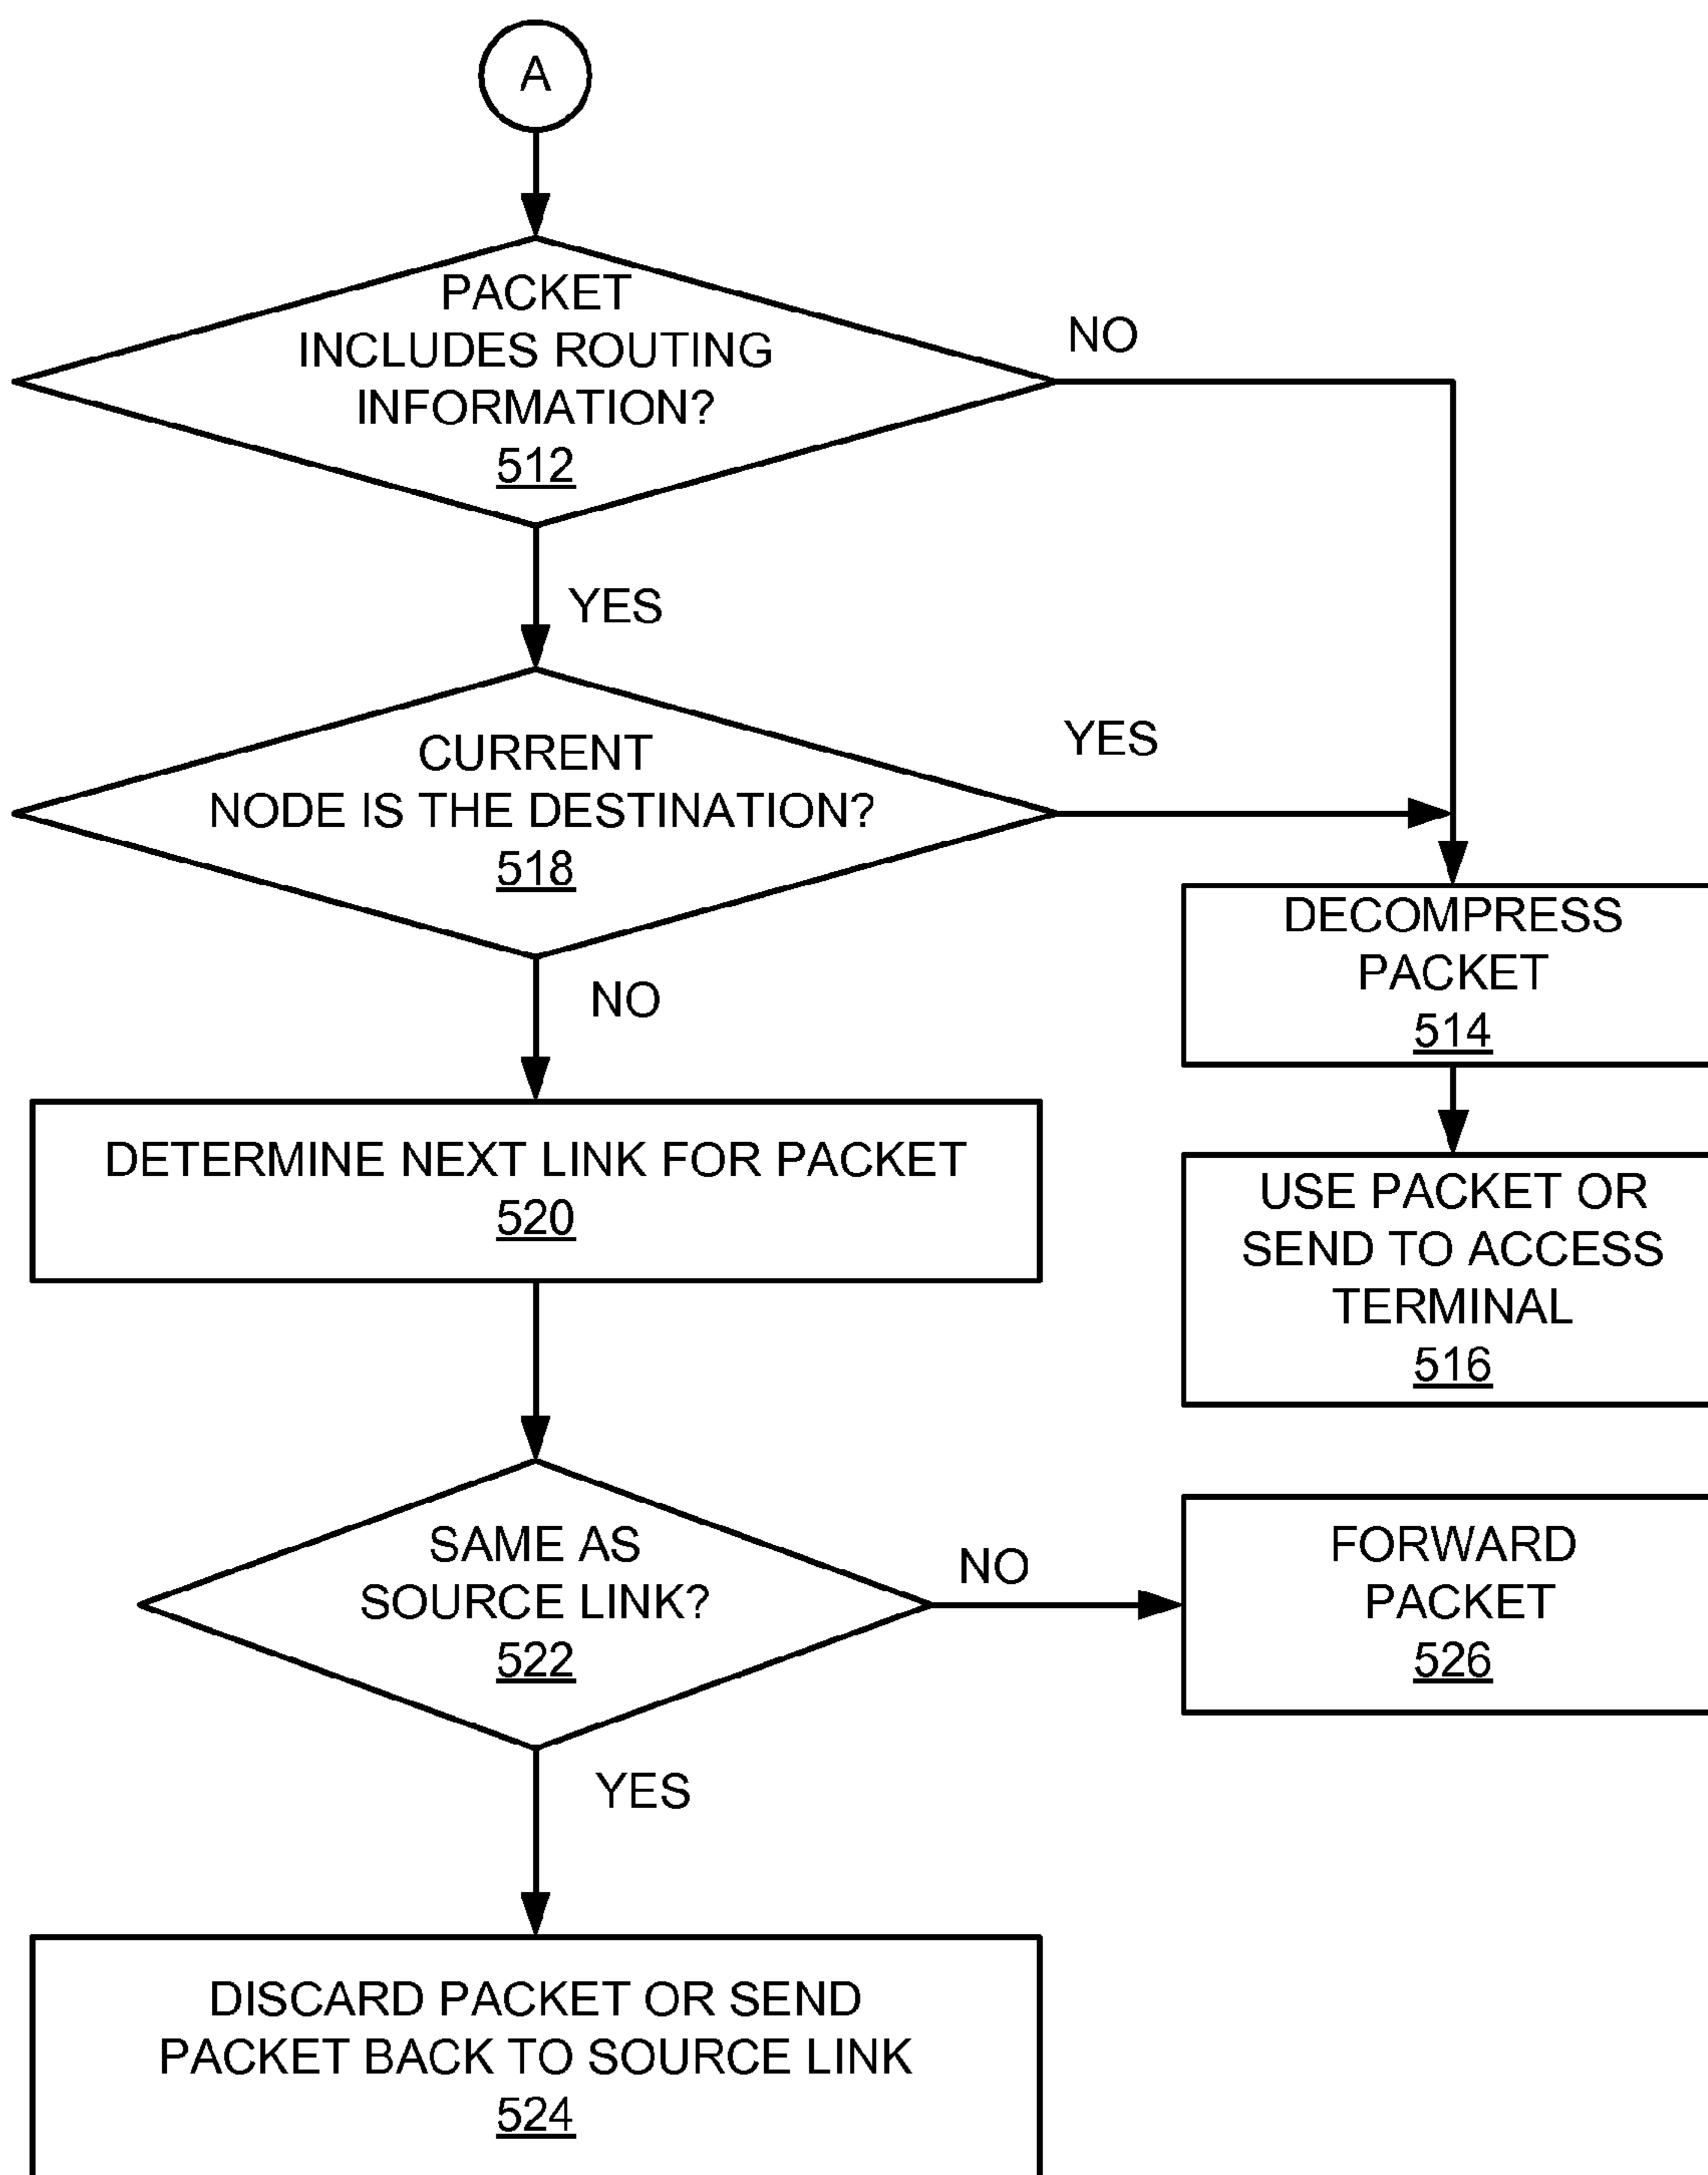 A
PACKET
INCLUDES ROUTING
INFORMATION?
512
NO
YES
CURRENT
NODE IS THE DESTINATION?
518
YES
NO
DECOMPRESS
PACKET
514
DETERMINE NEXT LINK FOR PACKET
520
USE PACKET OR
SEND TO ACCESS
TERMINAL
516
SAME AS
SOURCE LINK?
522
NO
YES
FORWARD
PACKET
526
DISCARD PACKET OR SEND
PACKET BACK TO SOURCE LINK
524